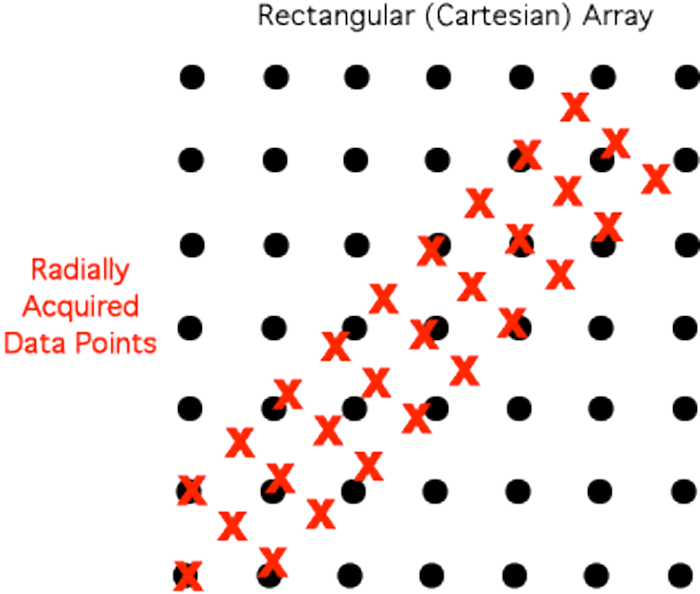 Rectangular (Cartesian) Array
Radially
Acquired
Data Points